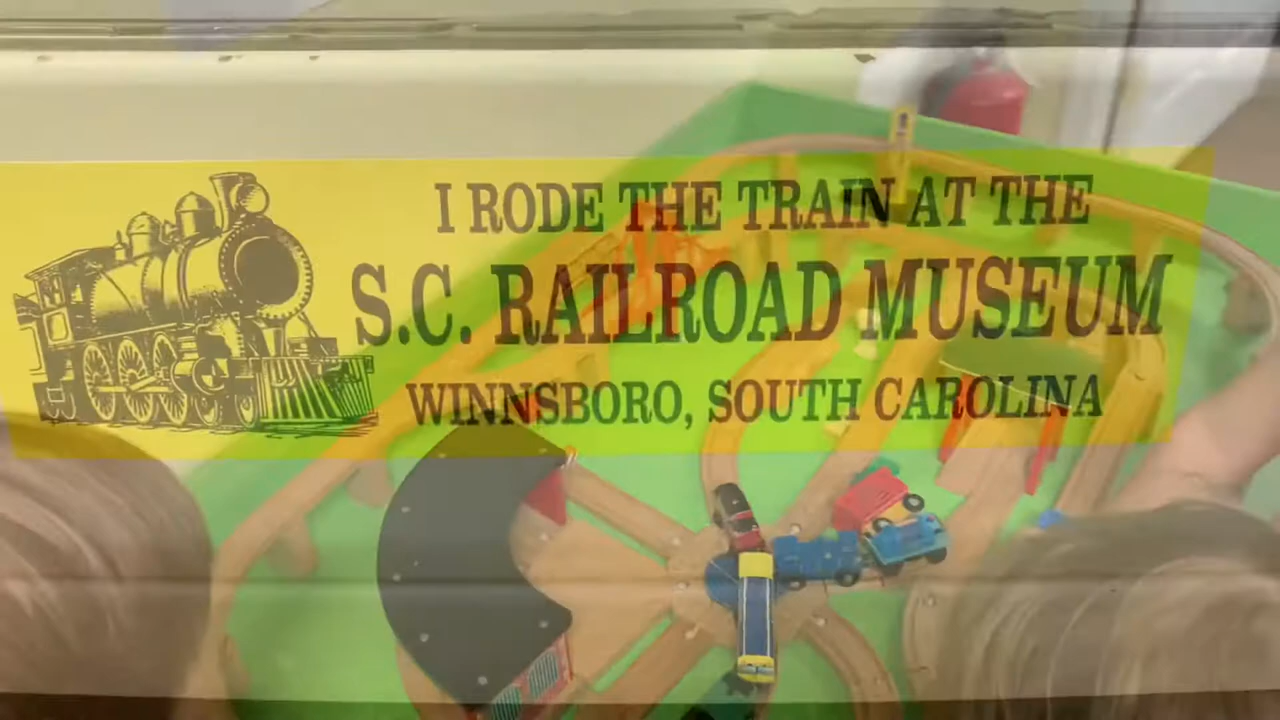 I RODE THE TRAIN AT THE
S.C. RAILROAD MUSEUM
WINNSBORO, SOUTH CAROLINA